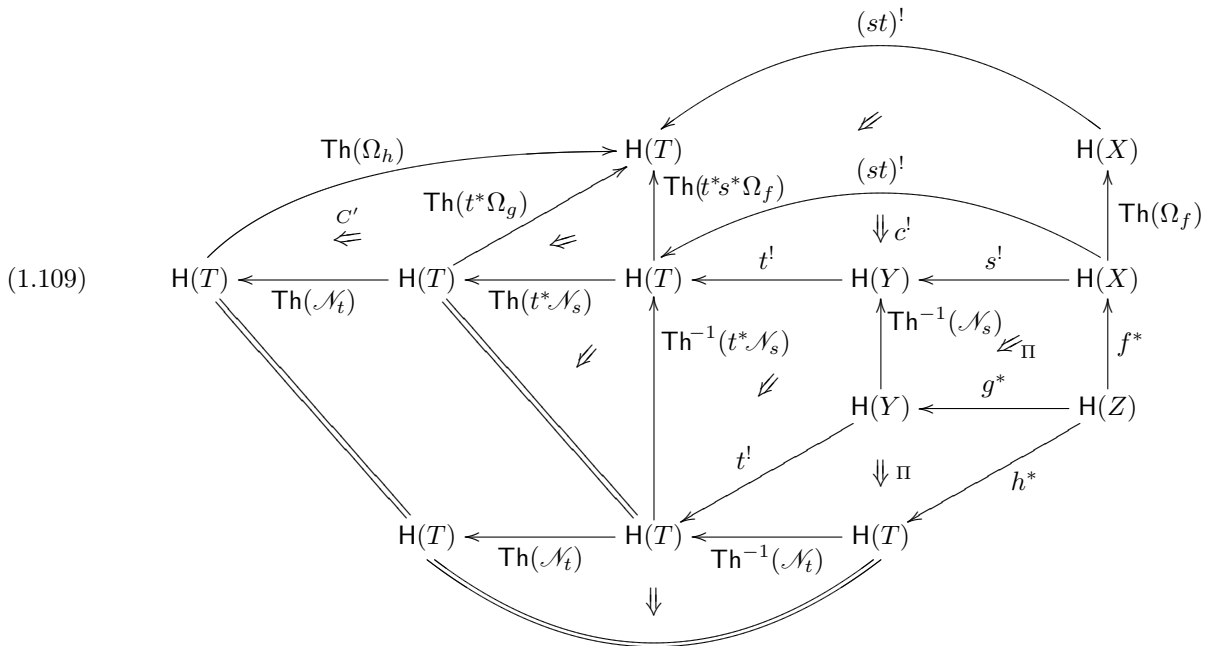 (st)^!
H(T) H(X)
Th(Ω_h)
(st)^!
Th(t^*Ω_g) Th(t^*s^*Ω_f)
C′ c^! Th(Ω_f)
(1.109) H(T) H(T) H(T) t^! H(Y) s^! H(X)
Th(𝒩_t) Th(t^*𝒩_s)
Th^{-1}(t^*𝒩_s) Th^{-1}(𝒩_s) Π f^*
H(Y) g^* H(Z)
t^! Π h^*
H(T) H(T) H(T)
Th(𝒩_t) Th^{-1}(𝒩_t)